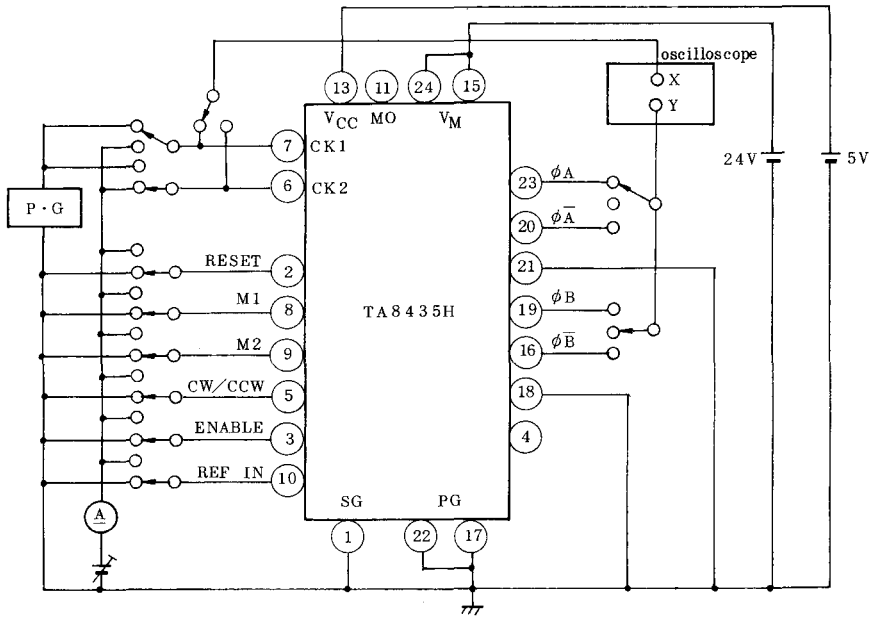 oscilloscope
13 11 24 15
X
VCC MO VM
Y
7 CK1
24V 5V
6 CK2
23 φA
P・G
20 φA̅
RESET 2
21
M1 8
TA8435H
19 φB
M2 9
16 φB̅
CW/CCW 5
18
ENABLE 3
4
REF IN 10
SG PG
A
1 22 17